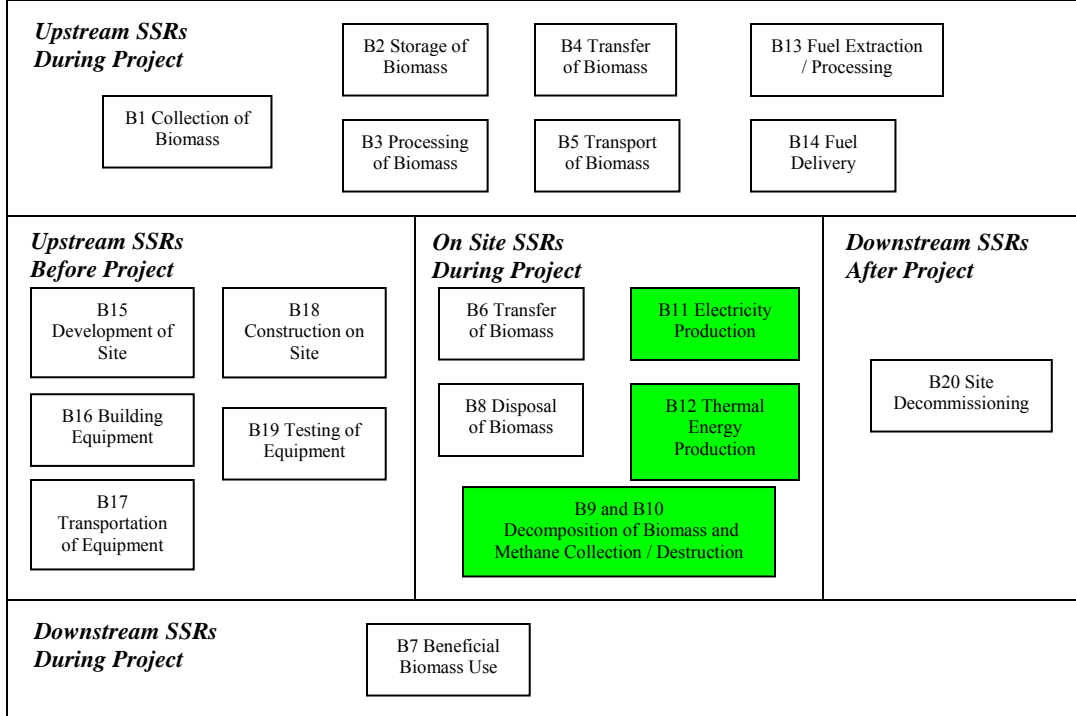 Upstream SSRs
During Project
B1 Collection of
Biomass
B2 Storage of
Biomass
B3 Processing
of Biomass
B4 Transfer
of Biomass
B5 Transport
of Biomass
B13 Fuel Extraction
/ Processing
B14 Fuel
Delivery
Upstream SSRs
Before Project
B15
Development of
Site
B16 Building
Equipment
B17
Transportation
of Equipment
B18
Construction on
Site
B19 Testing of
Equipment
On Site SSRs
During Project
B6 Transfer
of Biomass
B8 Disposal
of Biomass
B11 Electricity
Production
B12 Thermal
Energy
Production
B9 and B10
Decomposition of Biomass and
Methane Collection / Destruction
Downstream SSRs
After Project
B20 Site
Decommissioning
Downstream SSRs
During Project
B7 Beneficial
Biomass Use